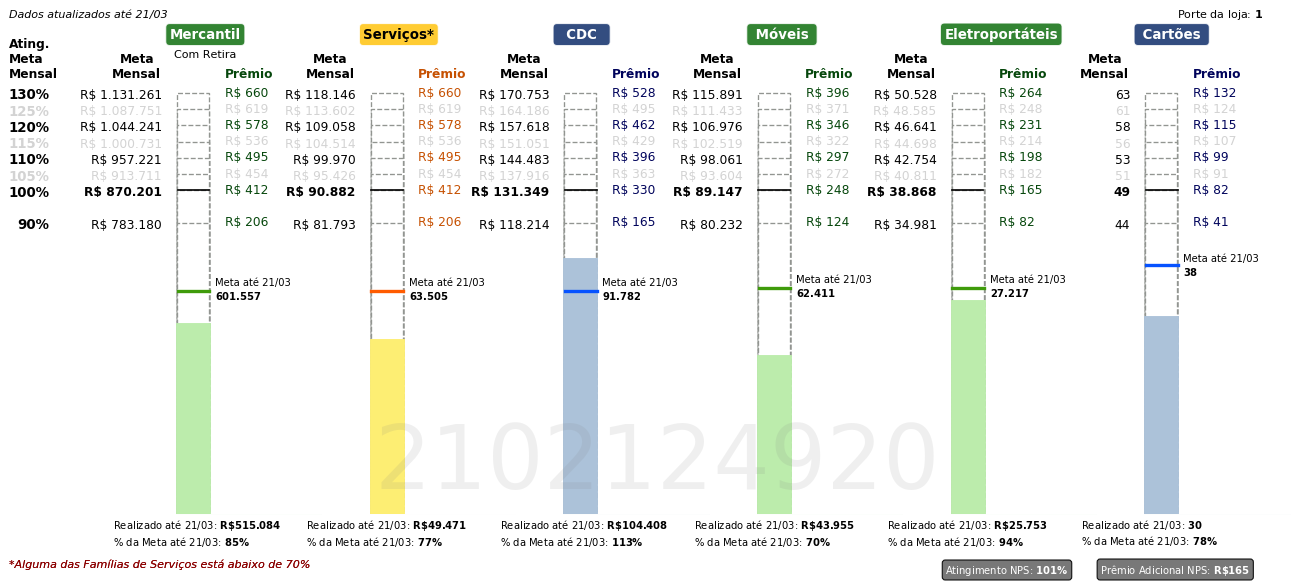 Dados atualizados até 21/03
Porte da loja: 1
Mercantil Serviços* CDC Móveis Eletroportáteis Cartões
Com Retira
Ating. Meta Mensal
Meta Mensal Prêmio Meta Mensal Prêmio Meta Mensal Prêmio Meta Mensal Prêmio Meta Mensal Prêmio Meta Mensal Prêmio
130% R$ 1.131.261 R$ 660 R$ 118.146 R$ 660 R$ 170.753 R$ 528 R$ 115.891 R$ 396 R$ 50.528 R$ 264 63 R$ 132
125% R$ 1.087.751 R$ 619 R$ 113.602 R$ 619 R$ 164.186 R$ 495 R$ 111.433 R$ 371 R$ 48.585 R$ 248 61 R$ 124
120% R$ 1.044.241 R$ 578 R$ 109.058 R$ 578 R$ 157.618 R$ 462 R$ 106.976 R$ 346 R$ 46.641 R$ 231 58 R$ 115
115% R$ 1.000.731 R$ 536 R$ 104.514 R$ 536 R$ 151.051 R$ 429 R$ 102.519 R$ 322 R$ 44.698 R$ 214 56 R$ 107
110% R$ 957.221 R$ 495 R$ 99.970 R$ 495 R$ 144.483 R$ 396 R$ 98.061 R$ 297 R$ 42.754 R$ 198 53 R$ 99
105% R$ 913.711 R$ 454 R$ 95.426 R$ 454 R$ 137.916 R$ 363 R$ 93.604 R$ 272 R$ 40.811 R$ 182 51 R$ 91
100% R$ 870.201 R$ 412 R$ 90.882 R$ 412 R$ 131.349 R$ 330 R$ 89.147 R$ 248 R$ 38.868 R$ 165 49 R$ 82
90% R$ 783.180 R$ 206 R$ 81.793 R$ 206 R$ 118.214 R$ 165 R$ 80.232 R$ 124 R$ 34.981 R$ 82 44 R$ 41
Meta até 21/03 Meta até 21/03 Meta até 21/03 Meta até 21/03 Meta até 21/03 Meta até 21/03
601.557 63.505 91.782 62.411 27.217 38
2102124920
Realizado até 21/03: R$515.084 Realizado até 21/03: R$49.471 Realizado até 21/03: R$104.408 Realizado até 21/03: R$43.955 Realizado até 21/03: R$25.753 Realizado até 21/03: 30
% da Meta até 21/03: 85% % da Meta até 21/03: 77% % da Meta até 21/03: 113% % da Meta até 21/03: 70% % da Meta até 21/03: 94% % da Meta até 21/03: 78%
*Alguma das Famílias de Serviços está abaixo de 70%
Atingimento NPS: 101% Prêmio Adicional NPS: R$165